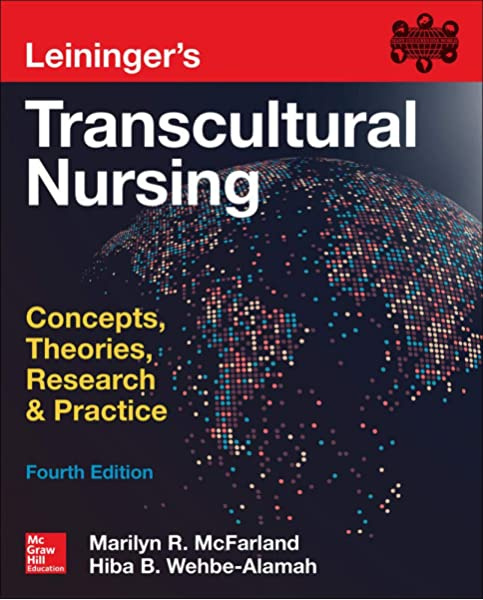 Leininger's
Transcultural
Nursing
Concepts,
Theories,
Research
& Practice
Fourth Edition
Mc
Graw
Hill
Education
Marilyn R. McFarland
Hiba B. Wehbe-Alamah